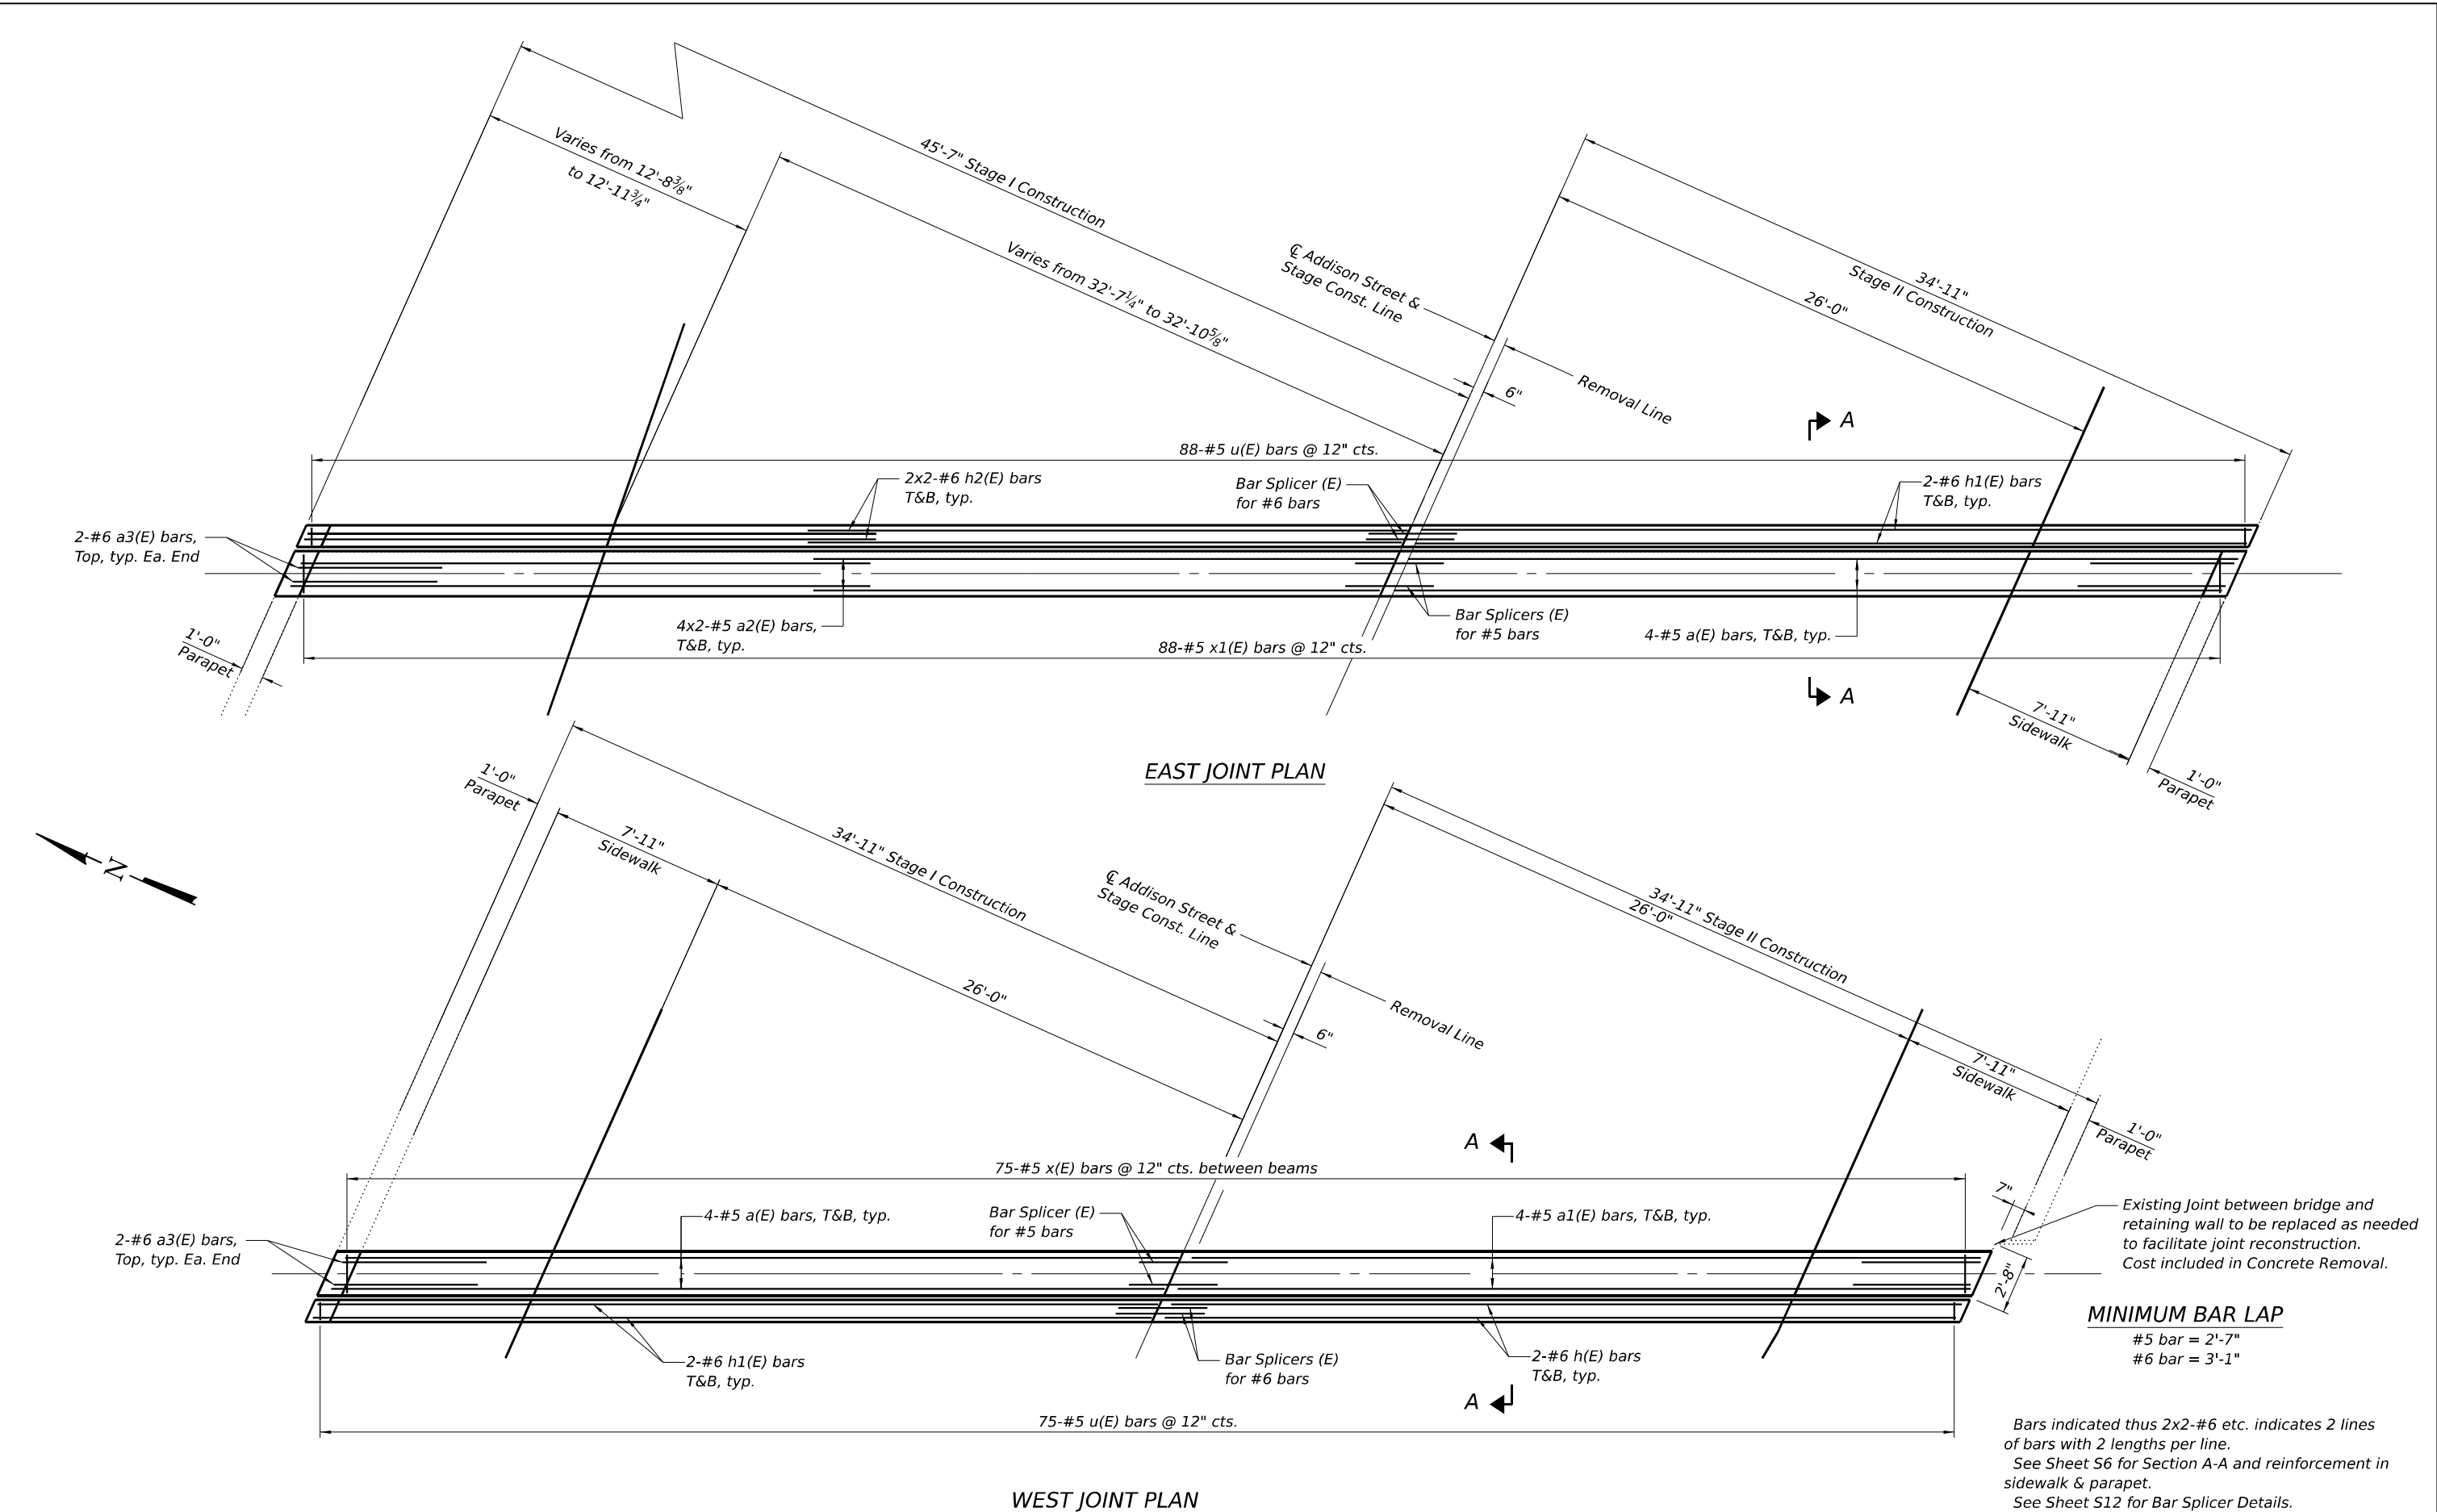 45'-7" Stage I Construction
Varies from 12'-8⅜"
to 12'-11¾"
Varies from 32'-7¼" to 32'-10⅝"
℄ Addison Street &
Stage Const. Line
34'-11"
Stage II Construction
26'-0"
6"
Removal Line
A
88-#5 u(E) bars @ 12" cts.
2x2-#6 h2(E) bars
T&B, typ.
Bar Splicer (E)
for #6 bars
2-#6 h1(E) bars
T&B, typ.
2-#6 a3(E) bars,
Top, typ. Ea. End
4x2-#5 a2(E) bars,
T&B, typ.
Bar Splicers (E)
for #5 bars
4-#5 a(E) bars, T&B, typ.
1'-0"
Parapet
88-#5 x1(E) bars @ 12" cts.
A
7'-11"
Sidewalk
1'-0"
Parapet
EAST JOINT PLAN
N
1'-0"
Parapet
7'-11"
Sidewalk
34'-11" Stage I Construction
26'-0"
℄ Addison Street &
Stage Const. Line
6"
Removal Line
34'-11" Stage II Construction
26'-0"
7'-11"
Sidewalk
1'-0"
Parapet
7"
2'-8"
A
75-#5 x(E) bars @ 12" cts. between beams
4-#5 a(E) bars, T&B, typ.
Bar Splicer (E)
for #5 bars
4-#5 a1(E) bars, T&B, typ.
2-#6 a3(E) bars,
Top, typ. Ea. End
Existing Joint between bridge and
retaining wall to be replaced as needed
to facilitate joint reconstruction.
Cost included in Concrete Removal.
2-#6 h1(E) bars
T&B, typ.
Bar Splicers (E)
for #6 bars
2-#6 h(E) bars
T&B, typ.
A
75-#5 u(E) bars @ 12" cts.
MINIMUM BAR LAP
#5 bar = 2'-7"
#6 bar = 3'-1"
Bars indicated thus 2x2-#6 etc. indicates 2 lines
of bars with 2 lengths per line.
See Sheet S6 for Section A-A and reinforcement in
sidewalk & parapet.
See Sheet S12 for Bar Splicer Details.
WEST JOINT PLAN